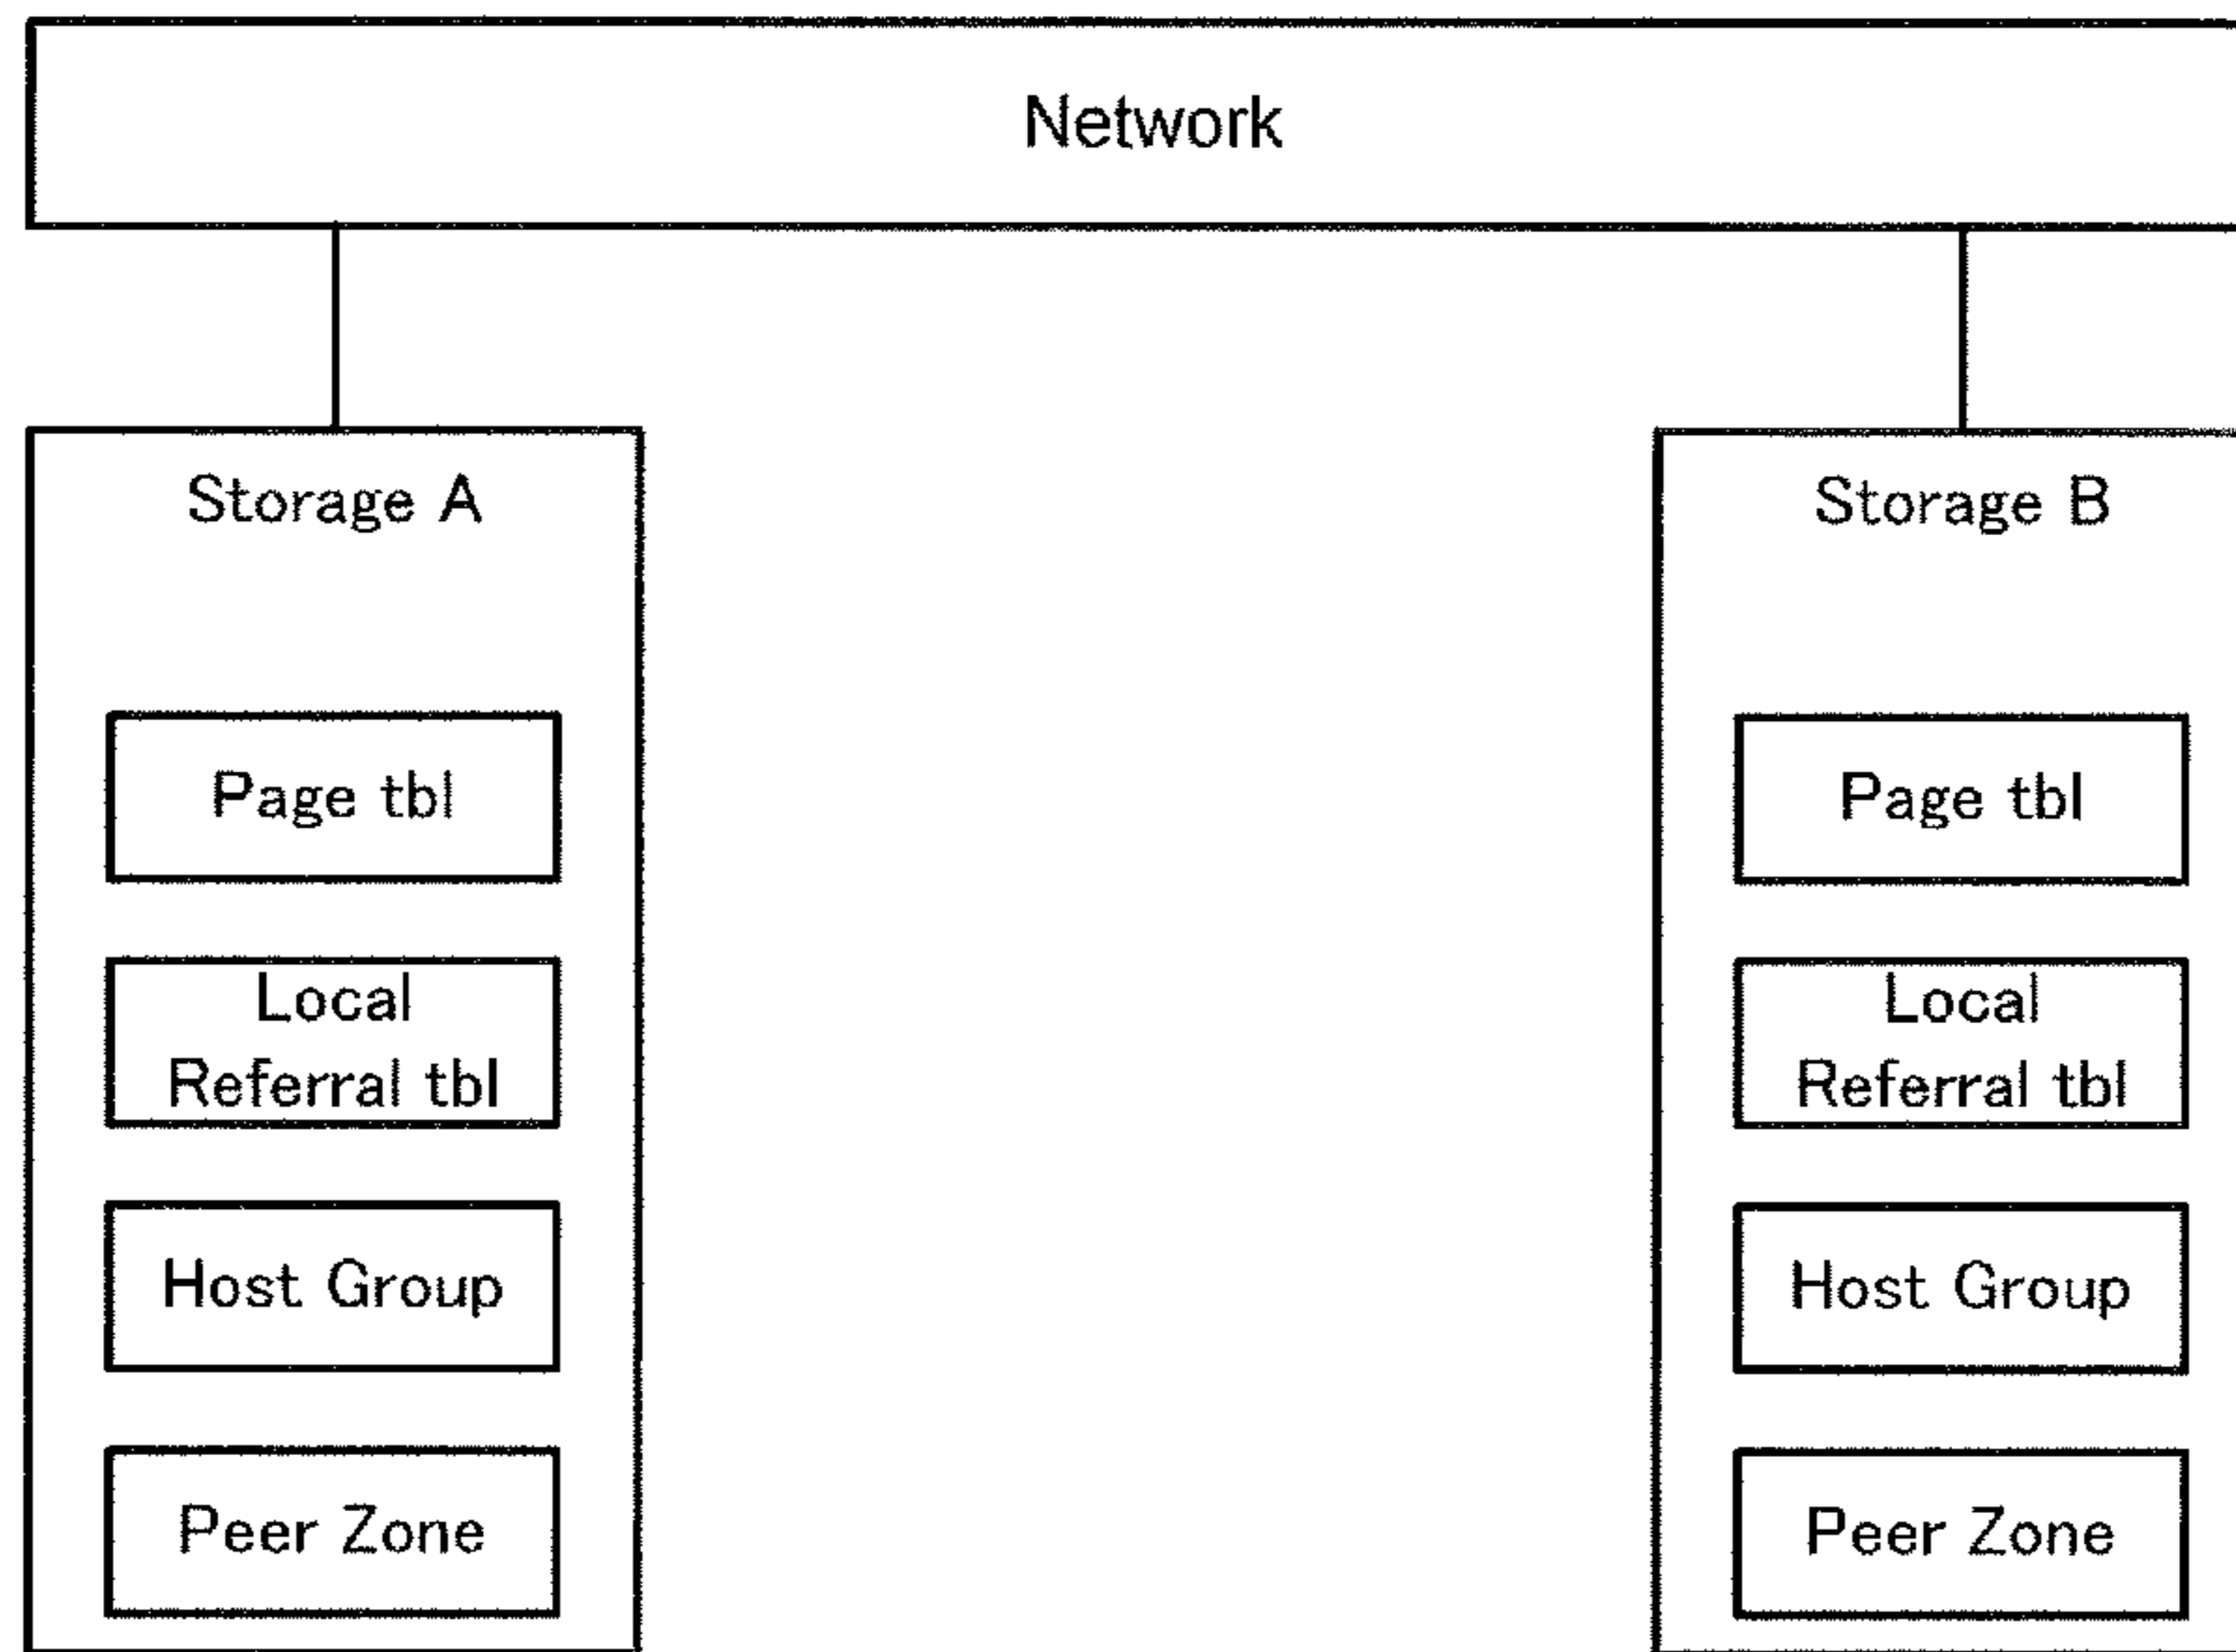 Network
Storage A
Page tbl
Local
Referral tbl
Host Group
Peer Zone
Storage B
Page tbl
Local
Referral tbl
Host Group
Peer Zone